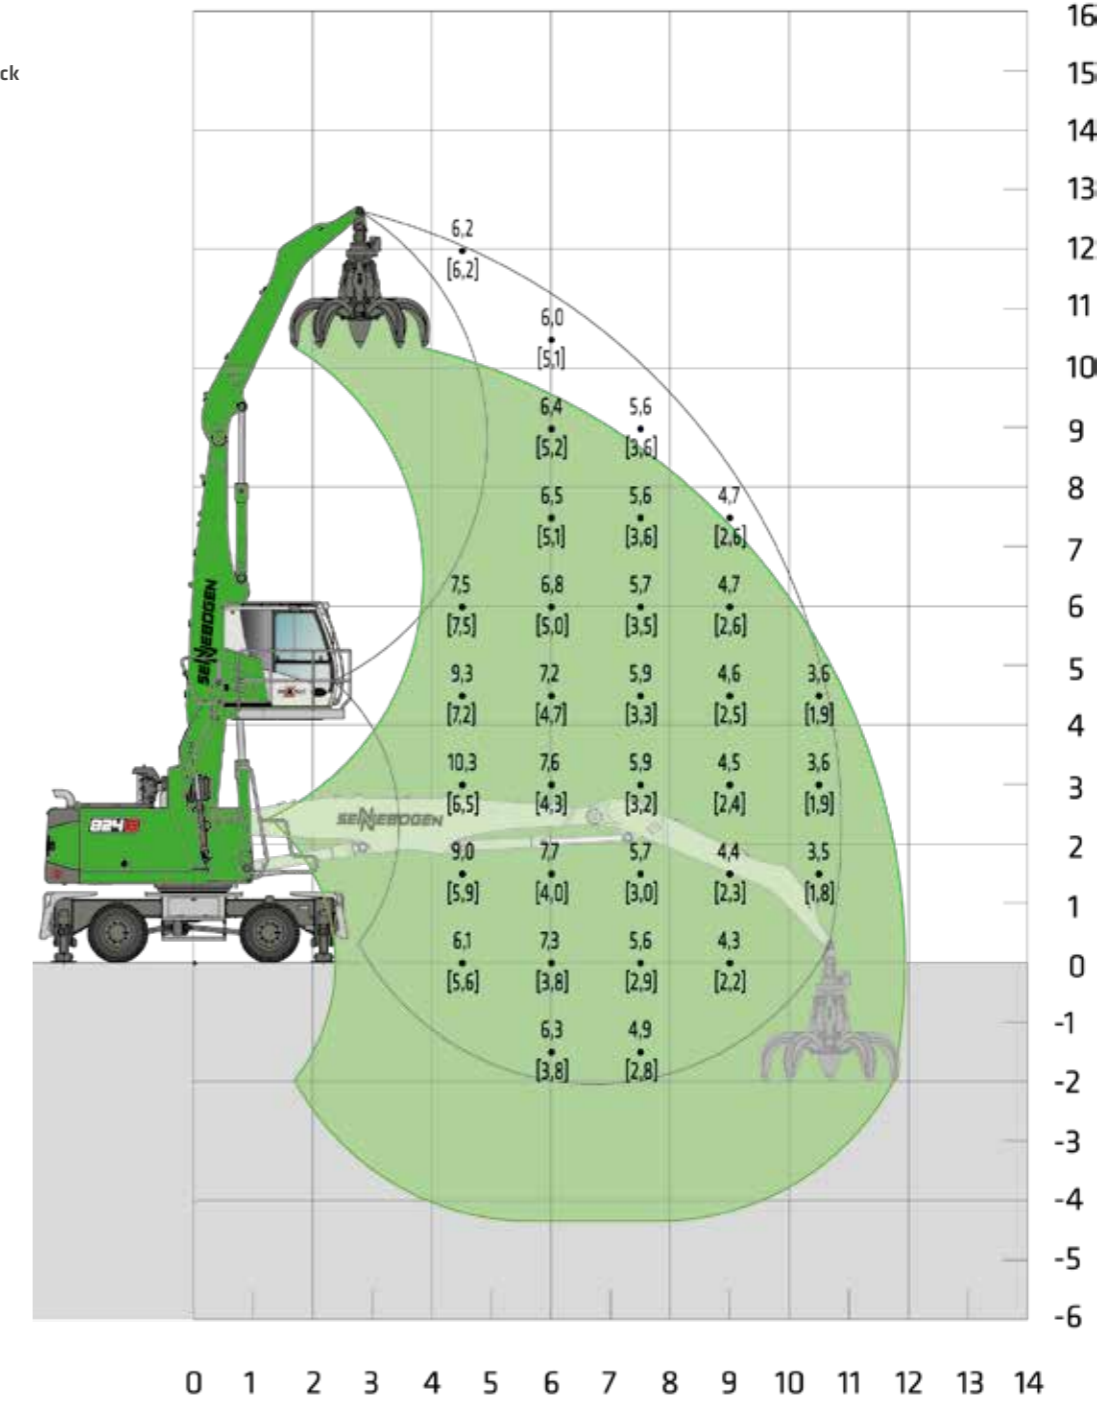 16
ck
15
14
13
6,2
12
[6,2]
11
6,0
[5,1]
10
6,4 5,6
9
[5,2] [3,6]
6,5 5,6 4,7
8
[5,1] [3,6] [2,6]
7
7,5 6,8 5,7 4,7
6
[7,5] [5,0] [3,5] [2,6]
SENNEBOGEN
9,3 7,2 5,9 4,6 3,6
5
[7,2] [4,7] [3,3] [2,5] [1,9]
4
10,3 7,6 5,9 4,5 3,6
3
[6,5] [4,3] [3,2] [2,4] [1,9]
824
SENNEBOGEN
9,0 7,7 5,7 4,4 3,5
2
[5,9] [4,0] [3,0] [2,3] [1,8]
1
6,1 7,3 5,6 4,3
0
[5,6] [3,8] [2,9] [2,2]
-1
6,3 4,9
[3,8] [2,8]
-2
-3
-4
-5
-6
0 1 2 3 4 5 6 7 8 9 10 11 12 13 14